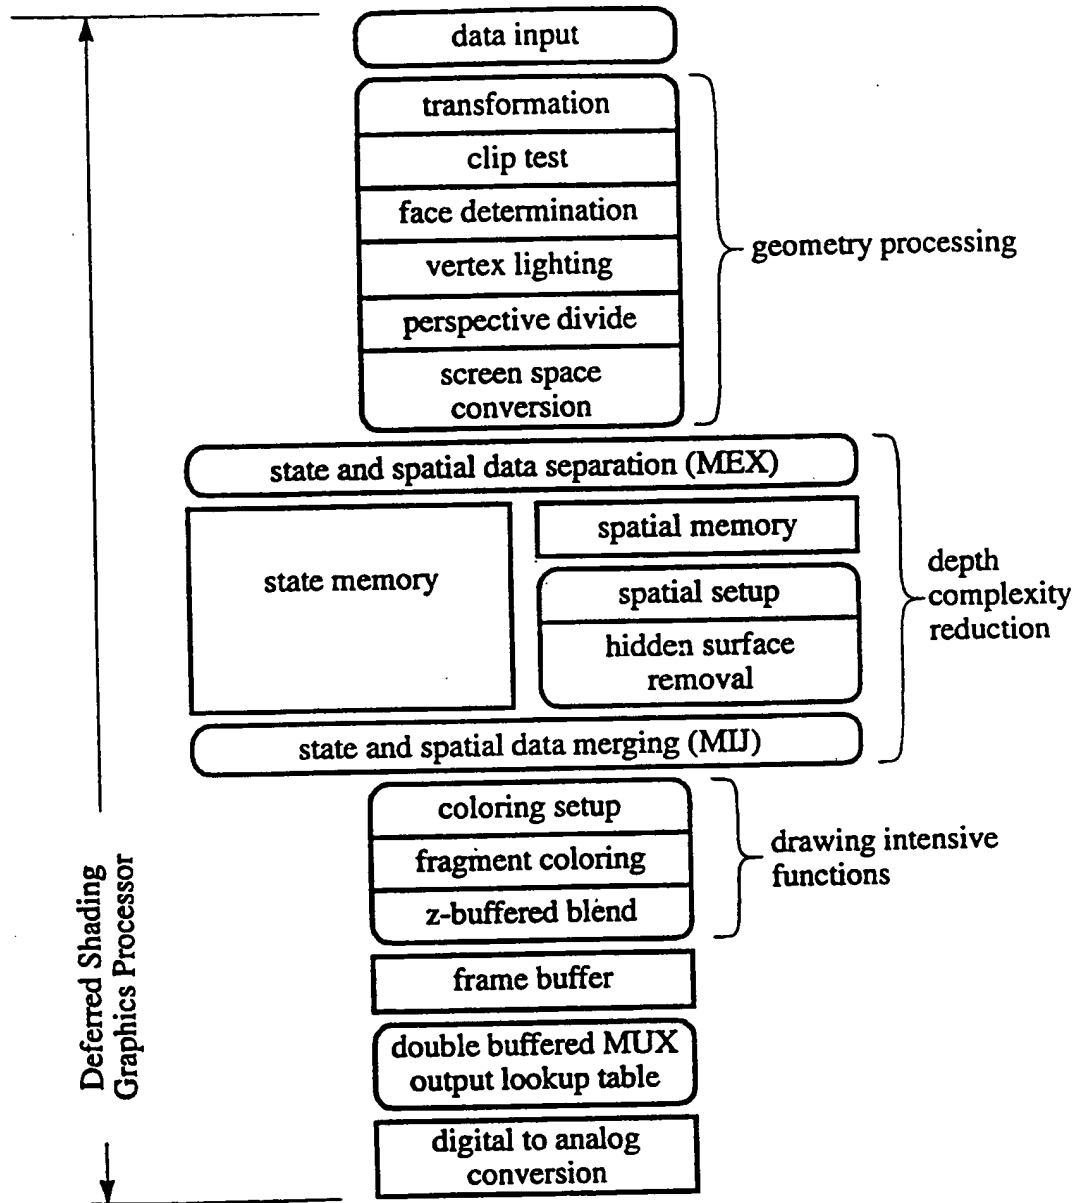 data input
transformation
clip test
face determination
vertex lighting
perspective divide
screen space
conversion
geometry processing
state and spatial data separation (MEX)
state memory
spatial memory
spatial setup
hidden surface
removal
depth
complexity
reduction
state and spatial data merging (MIJ)
coloring setup
fragment coloring
z-buffered blend
drawing intensive
functions
frame buffer
double buffered MUX
output lookup table
digital to analog
conversion
Deferred Shading
Graphics Processor